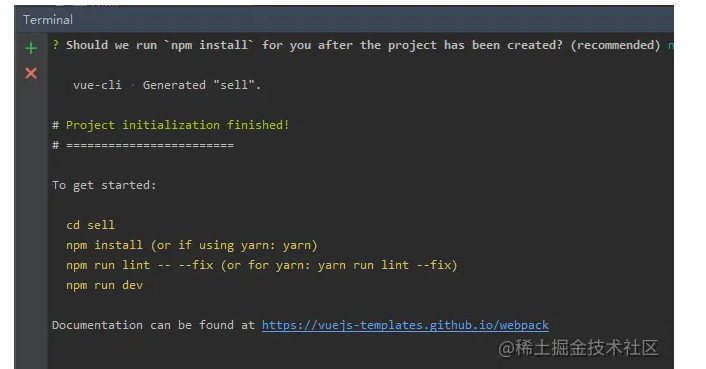 Terminal
? Should we run `npm install` for you after the project has been created? (recommended) n
vue-cli · Generated "sell".
# Project initialization finished!
# ========================
To get started:
cd sell
npm install (or if using yarn: yarn)
npm run lint -- --fix (or for yarn: yarn run lint --fix)
npm run dev
Documentation can be found at https://vuejs-templates.github.io/webpack
@稀土掘金技术社区